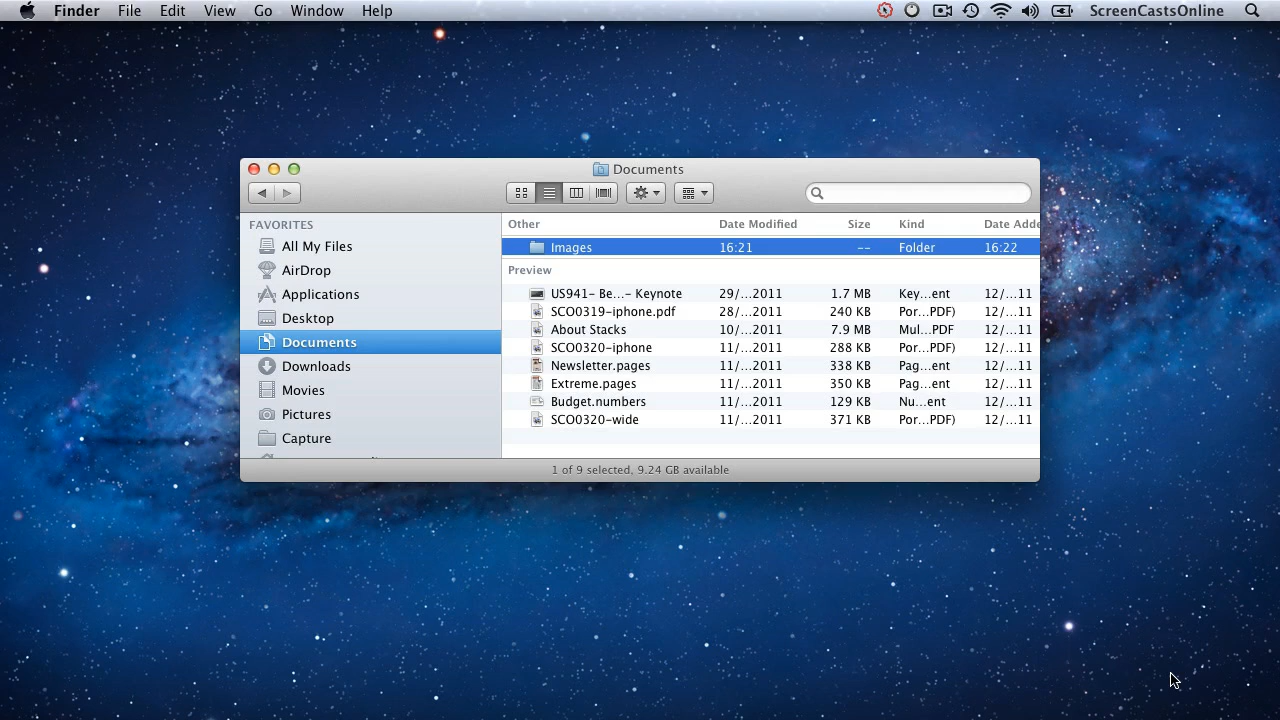 Finder File Edit View Go Window Help ScreenCastsOnline
Documents
FAVORITES
All My Files
AirDrop
Applications
Desktop
Documents
Downloads
Movies
Pictures
Capture
Other Date Modified Size Kind Date Adde
Images 16:21 -- Folder 16:22
Preview
US941- Be...- Keynote 29/...2011 1.7 MB Key...ent 12/...11
SCO0319-iphone.pdf 28/...2011 240 KB Por...PDF) 12/...11
About Stacks 10/...2011 7.9 MB Mul...PDF 12/...11
SCO0320-iphone 11/...2011 288 KB Por...PDF) 12/...11
Newsletter.pages 11/...2011 338 KB Pag...ent 12/...11
Extreme.pages 11/...2011 350 KB Pag...ent 12/...11
Budget.numbers 11/...2011 129 KB Nu...ent 12/...11
SCO0320-wide 11/...2011 371 KB Por...PDF) 12/...11
1 of 9 selected, 9.24 GB available